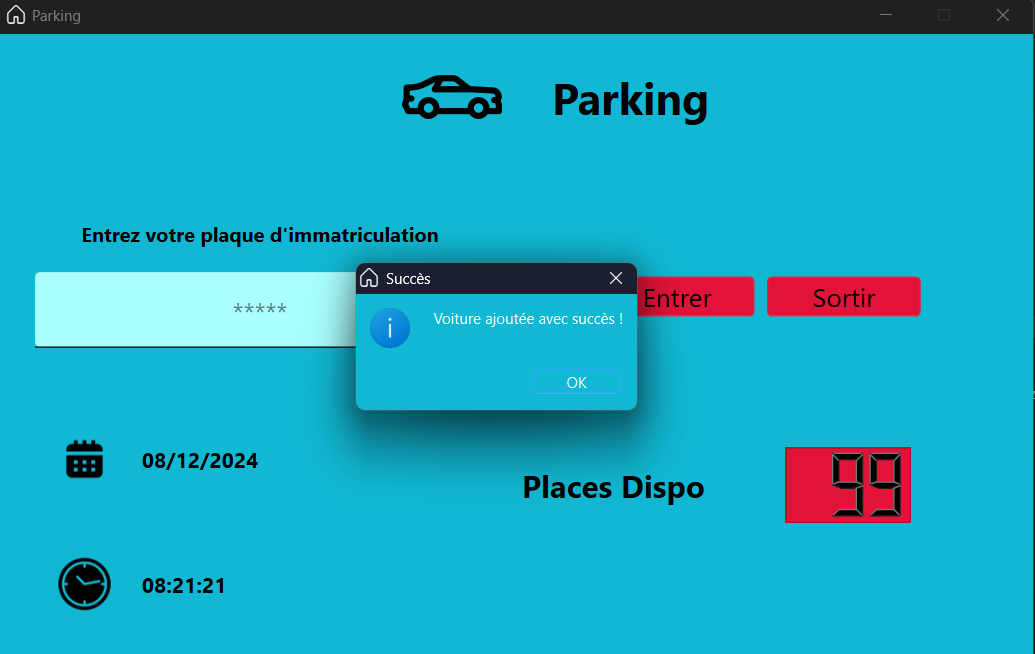 Parking
Parking
Entrez votre plaque d'immatriculation
*****
Succès
Voiture ajoutée avec succès !
OK
Entrer
Sortir
08/12/2024
Places Dispo
99
08:21:21